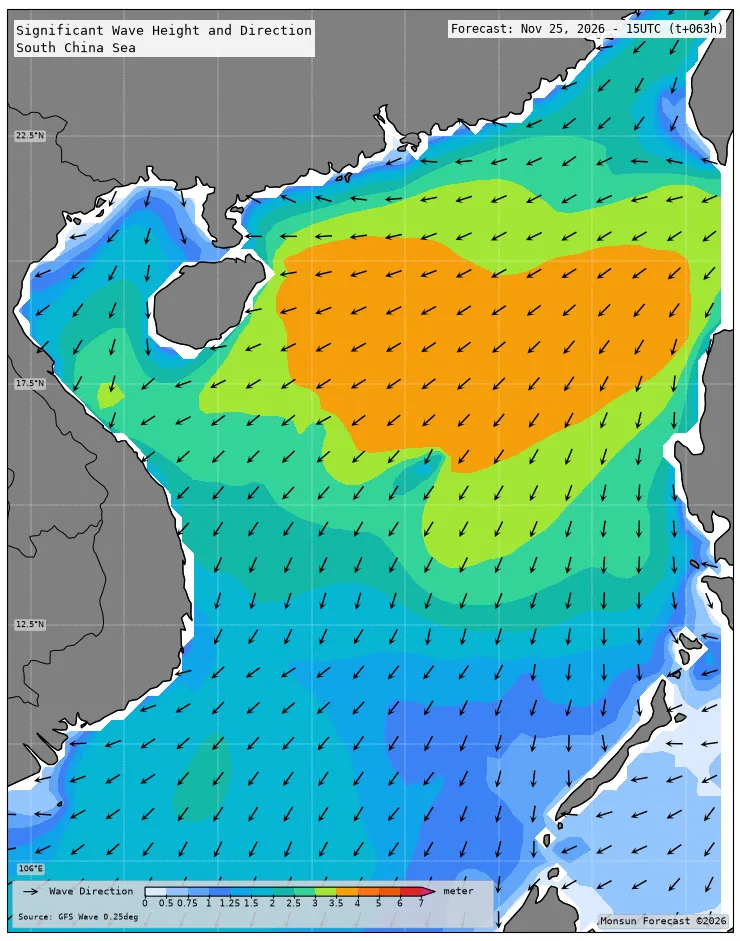 Significant Wave Height and Direction
South China Sea
Forecast: Nov 25, 2026 - 15UTC (t+063h)
22.5°N
17.5°N
12.5°N
106°E
Wave Direction
0 0.5 0.75 1 1.25 1.5 2 2.5 3 3.5 4 5 6 7
meter
Source: GFS Wave 0.25deg
Monsun Forecast ©2026